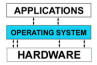 APPLICATIONS
OPERATING SYSTEM
HARDWARE